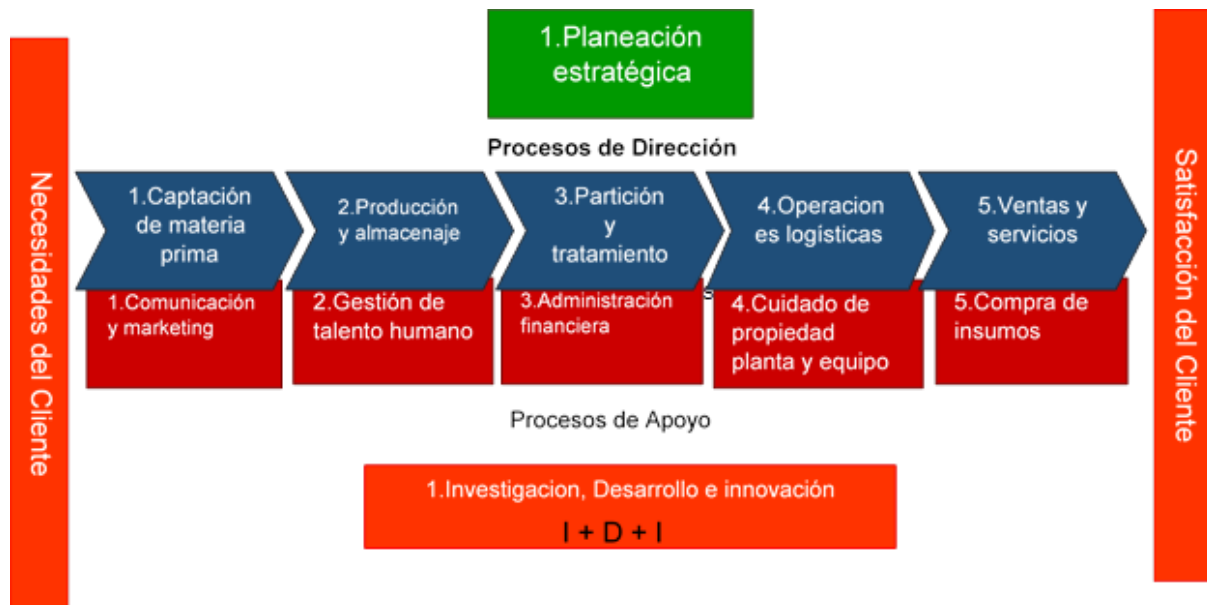 1.Planeación
estratégica
Procesos de Dirección
Necesidades del Cliente
1.Captación
de materia
prima
2.Producción
y almacenaje
3.Partición
y
tratamiento
4.Operacion
es logísticas
5.Ventas y
servicios
1.Comunicación
y marketing
2.Gestión de
talento humano
3.Administración
financiera
s
4.Cuidado de
propiedad
planta y equipo
5.Compra de
insumos
Satisfacción del Cliente
Procesos de Apoyo
1.Investigacion, Desarrollo e innovación
I + D + I